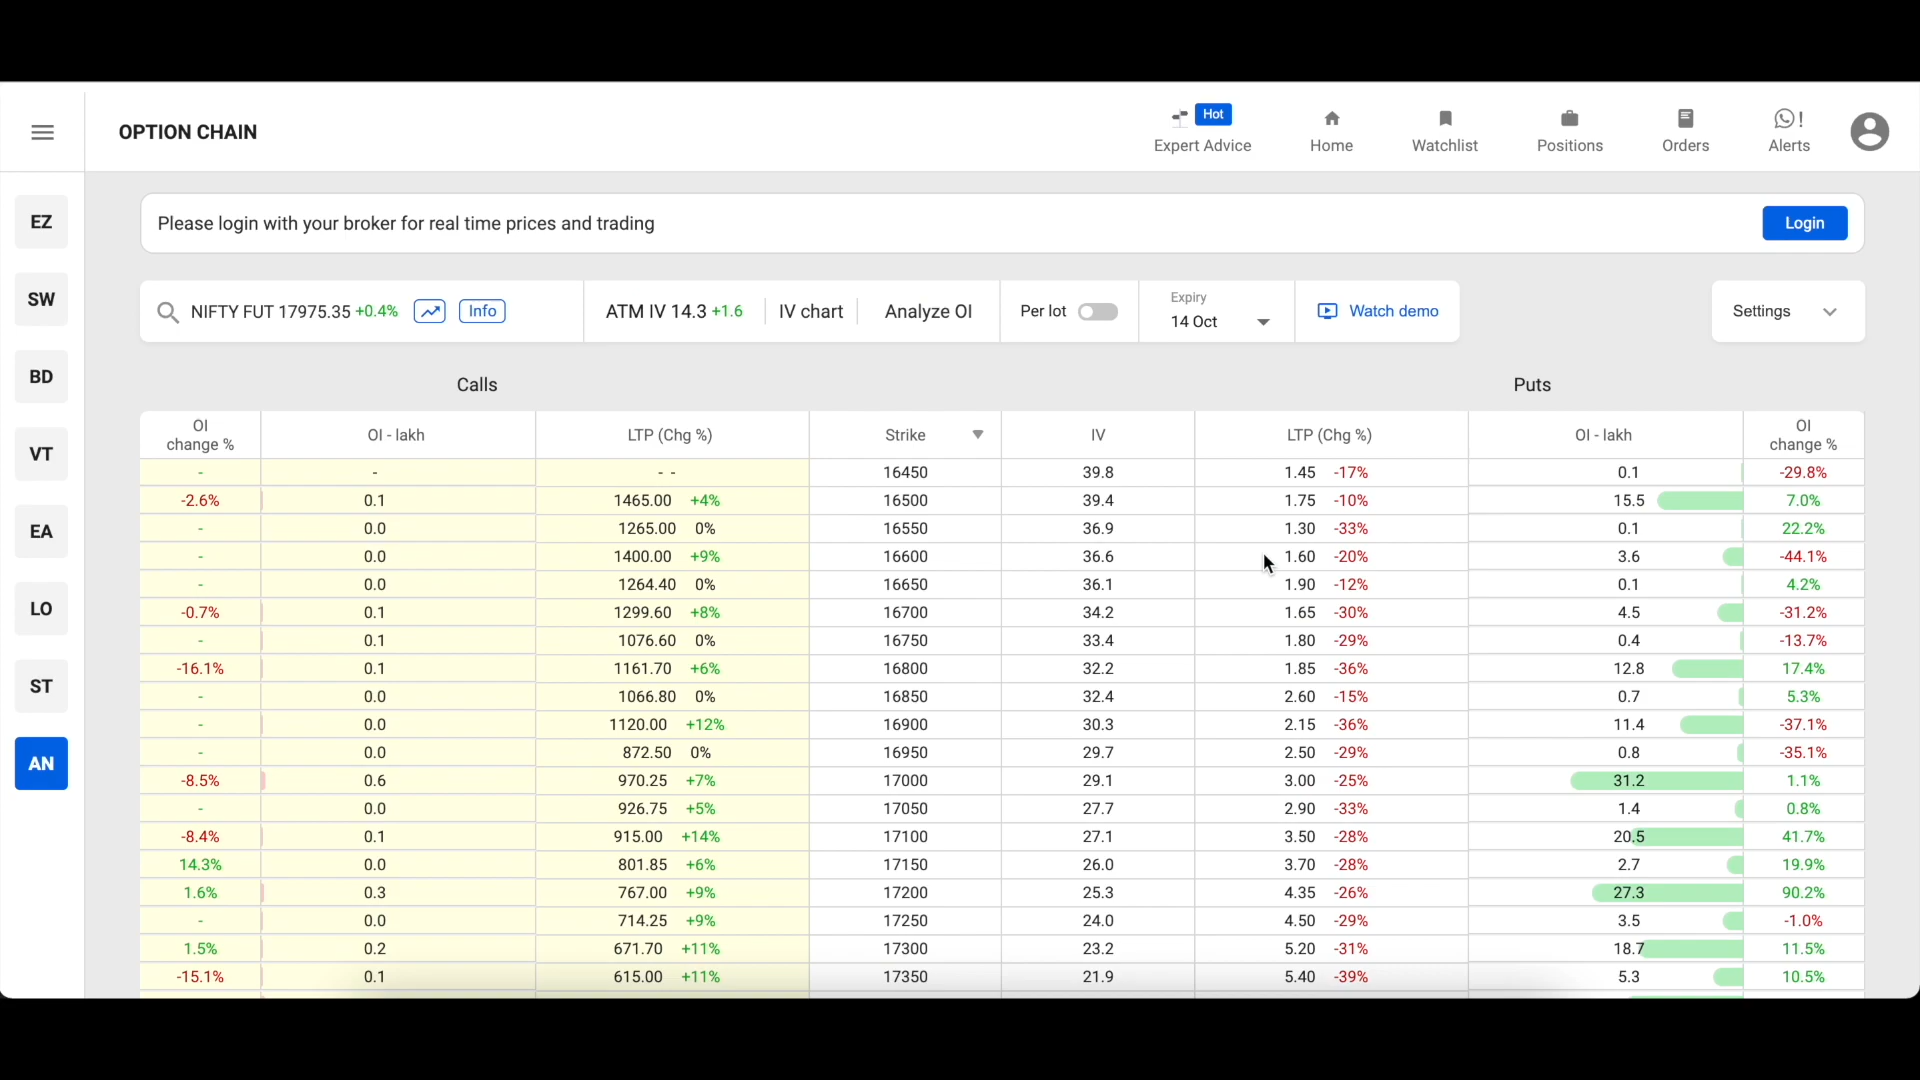 OPTION CHAIN
Hot
Expert Advice
Home
Watchlist
Positions
Orders
!
Alerts
EZ
SW
BD
VT
EA
LO
ST
AN
Please login with your broker for real time prices and trading
Login
NIFTY FUT 17975.35 +0.4% Info
ATM IV 14.3 +1.6 IV chart Analyze OI
Per lot
Expiry
14 Oct
Watch demo
Settings
Calls Puts
OI change % OI - lakh LTP (Chg %) Strike IV LTP (Chg %) OI - lakh OI change %
- - - - 16450 39.8 1.45 -17% 0.1 -29.8%
-2.6% 0.1 1465.00 +4% 16500 39.4 1.75 -10% 15.5 7.0%
- 0.0 1265.00 0% 16550 36.9 1.30 -33% 0.1 22.2%
- 0.0 1400.00 +9% 16600 36.6 1.60 -20% 3.6 -44.1%
- 0.0 1264.40 0% 16650 36.1 1.90 -12% 0.1 4.2%
-0.7% 0.1 1299.60 +8% 16700 34.2 1.65 -30% 4.5 -31.2%
- 0.1 1076.60 0% 16750 33.4 1.80 -29% 0.4 -13.7%
-16.1% 0.1 1161.70 +6% 16800 32.2 1.85 -36% 12.8 17.4%
- 0.0 1066.80 0% 16850 32.4 2.60 -15% 0.7 5.3%
- 0.0 1120.00 +12% 16900 30.3 2.15 -36% 11.4 -37.1%
- 0.0 872.50 0% 16950 29.7 2.50 -29% 0.8 -35.1%
-8.5% 0.6 970.25 +7% 17000 29.1 3.00 -25% 31.2 1.1%
- 0.0 926.75 +5% 17050 27.7 2.90 -33% 1.4 0.8%
-8.4% 0.1 915.00 +14% 17100 27.1 3.50 -28% 20.5 41.7%
14.3% 0.0 801.85 +6% 17150 26.0 3.70 -28% 2.7 19.9%
1.6% 0.3 767.00 +9% 17200 25.3 4.35 -26% 27.3 90.2%
- 0.0 714.25 +9% 17250 24.0 4.50 -29% 3.5 -1.0%
1.5% 0.2 671.70 +11% 17300 23.2 5.20 -31% 18.7 11.5%
-15.1% 0.1 615.00 +11% 17350 21.9 5.40 -39% 5.3 10.5%